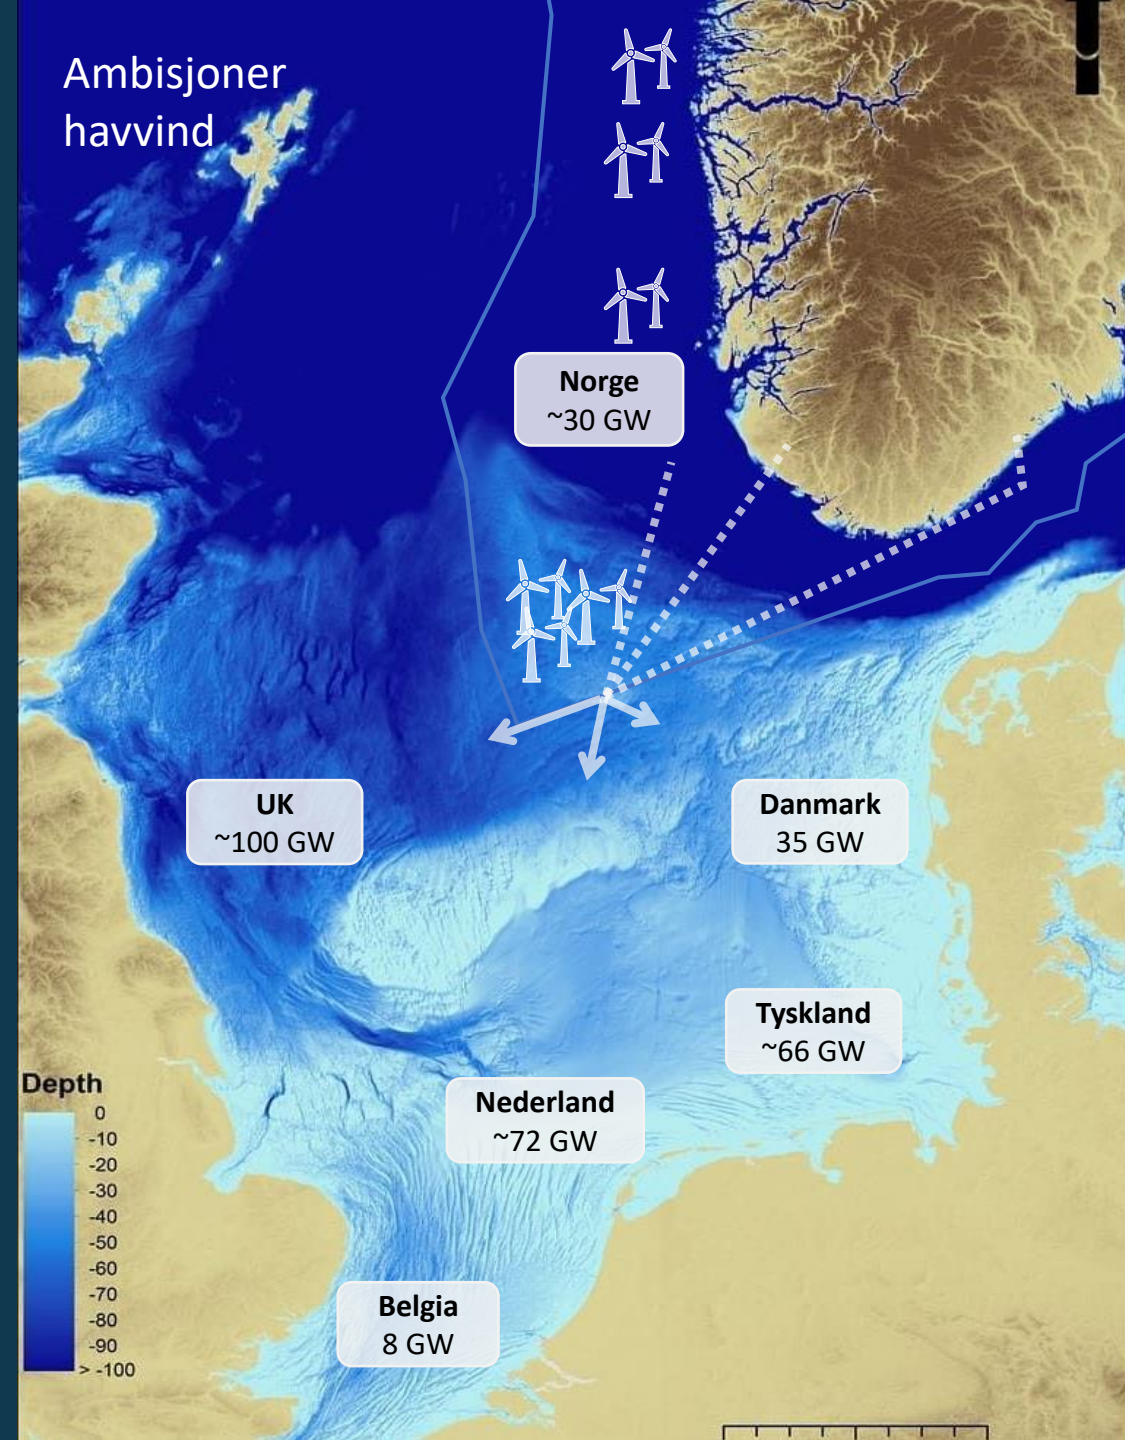 Ambisjoner
havvind
Norge
~30 GW
UK
~100 GW
Danmark
35 GW
Tyskland
~66 GW
Nederland
~72 GW
Belgia
8 GW
Depth
0
-10
-20
-30
-40
-50
-60
-70
-80
-90
> -100